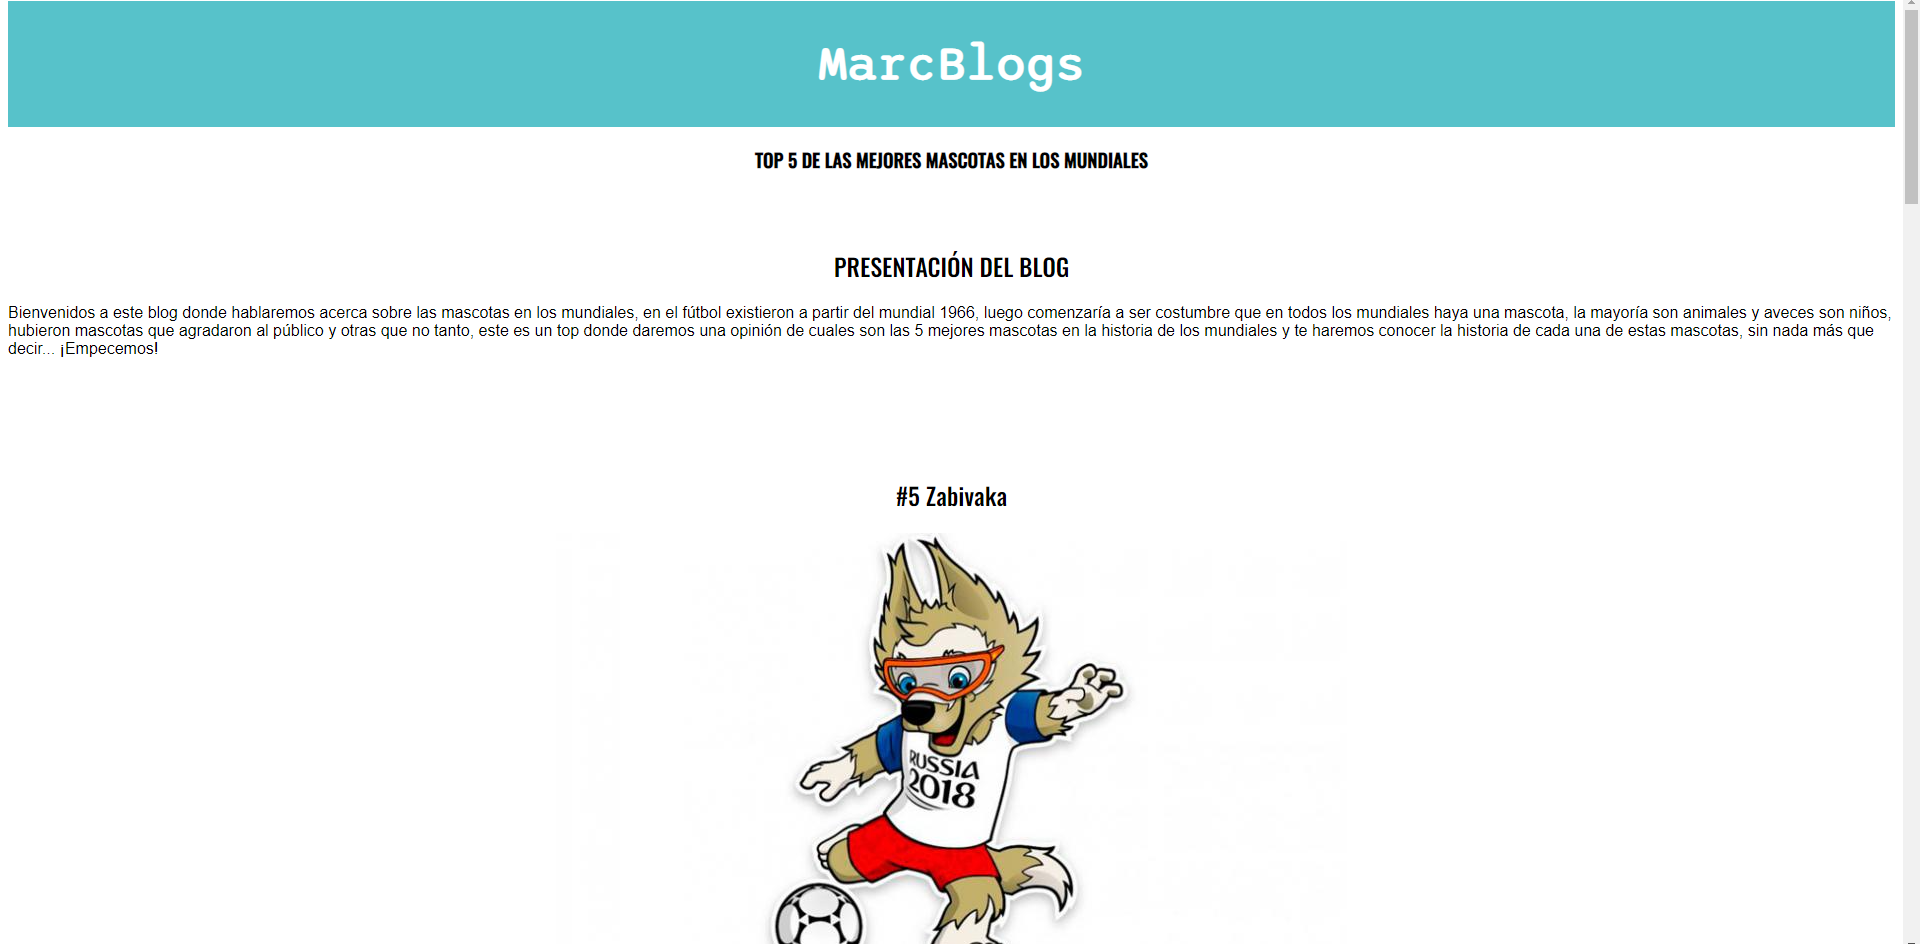 MarcBlogs
TOP 5 DE LAS MEJORES MASCOTAS EN LOS MUNDIALES
PRESENTACIÓN DEL BLOG
Bienvenidos a este blog donde hablaremos acerca sobre las mascotas en los mundiales, en el fútbol existieron a partir del mundial 1966, luego comenzaría a ser costumbre que en todos los mundiales haya una mascota, la mayoría son animales y aveces son niños,
hubieron mascotas que agradaron al público y otras que no tanto, este es un top donde daremos una opinión de cuales son las 5 mejores mascotas en la historia de los mundiales y te haremos conocer la historia de cada una de estas mascotas, sin nada más que
decir... ¡Empecemos!
#5 Zabivaka
RUSSIA
2018